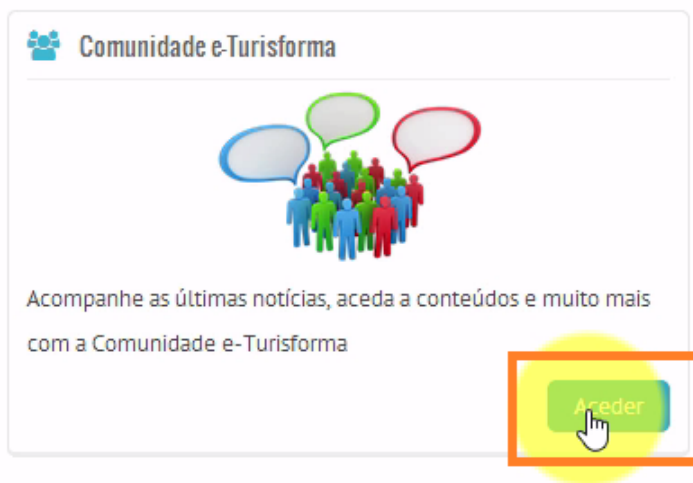 Comunidade e-Turisforma
Acompanhe as últimas notícias, aceda a conteúdos e muito mais
com a Comunidade e-Turisforma
Aceder